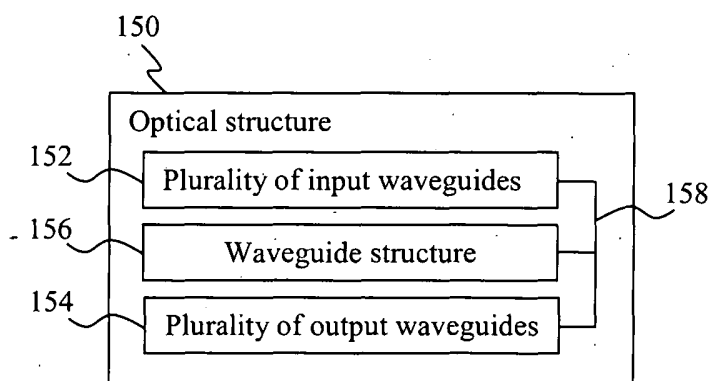 150
Optical structure
152
Plurality of input waveguides
158
156
Waveguide structure
154
Plurality of output waveguides